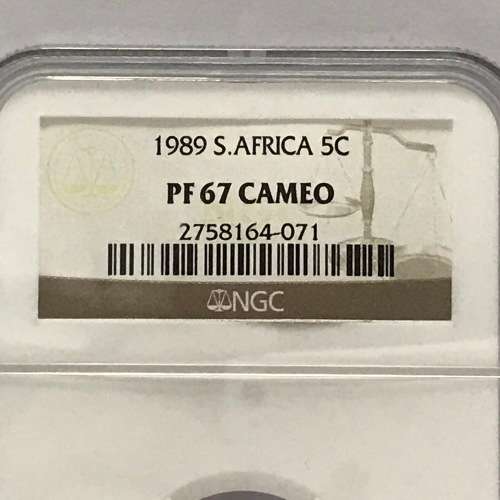 1989 S.AFRICA 5C
PF 67 CAMEO
2758164-071
NGC